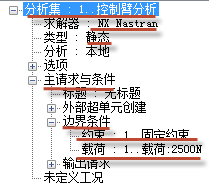 分析集 : 1..控制臂分析
求解器 : NX Nastran
类型 : 静态
分析 : 本地
选项
主请求与条件
标题 : 无标题
外部超单元创建
边界条件
约束 : 1..固定约束
载荷 : 1..载荷:2500N
输出请求
未定义工况